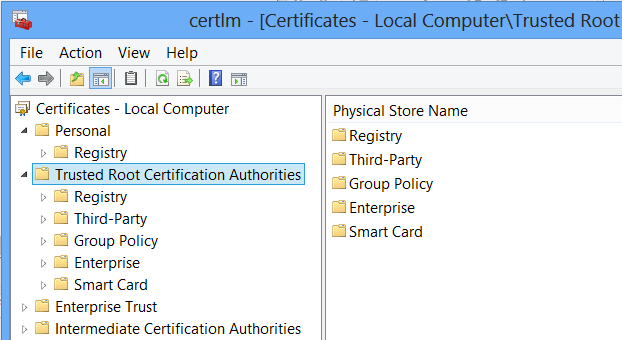 certlm - [Certificates - Local Computer\Trusted Root
File Action View Help
Certificates - Local Computer
Personal
Registry
Trusted Root Certification Authorities
Registry
Third-Party
Group Policy
Enterprise
Smart Card
Enterprise Trust
Intermediate Certification Authorities
Physical Store Name
Registry
Third-Party
Group Policy
Enterprise
Smart Card